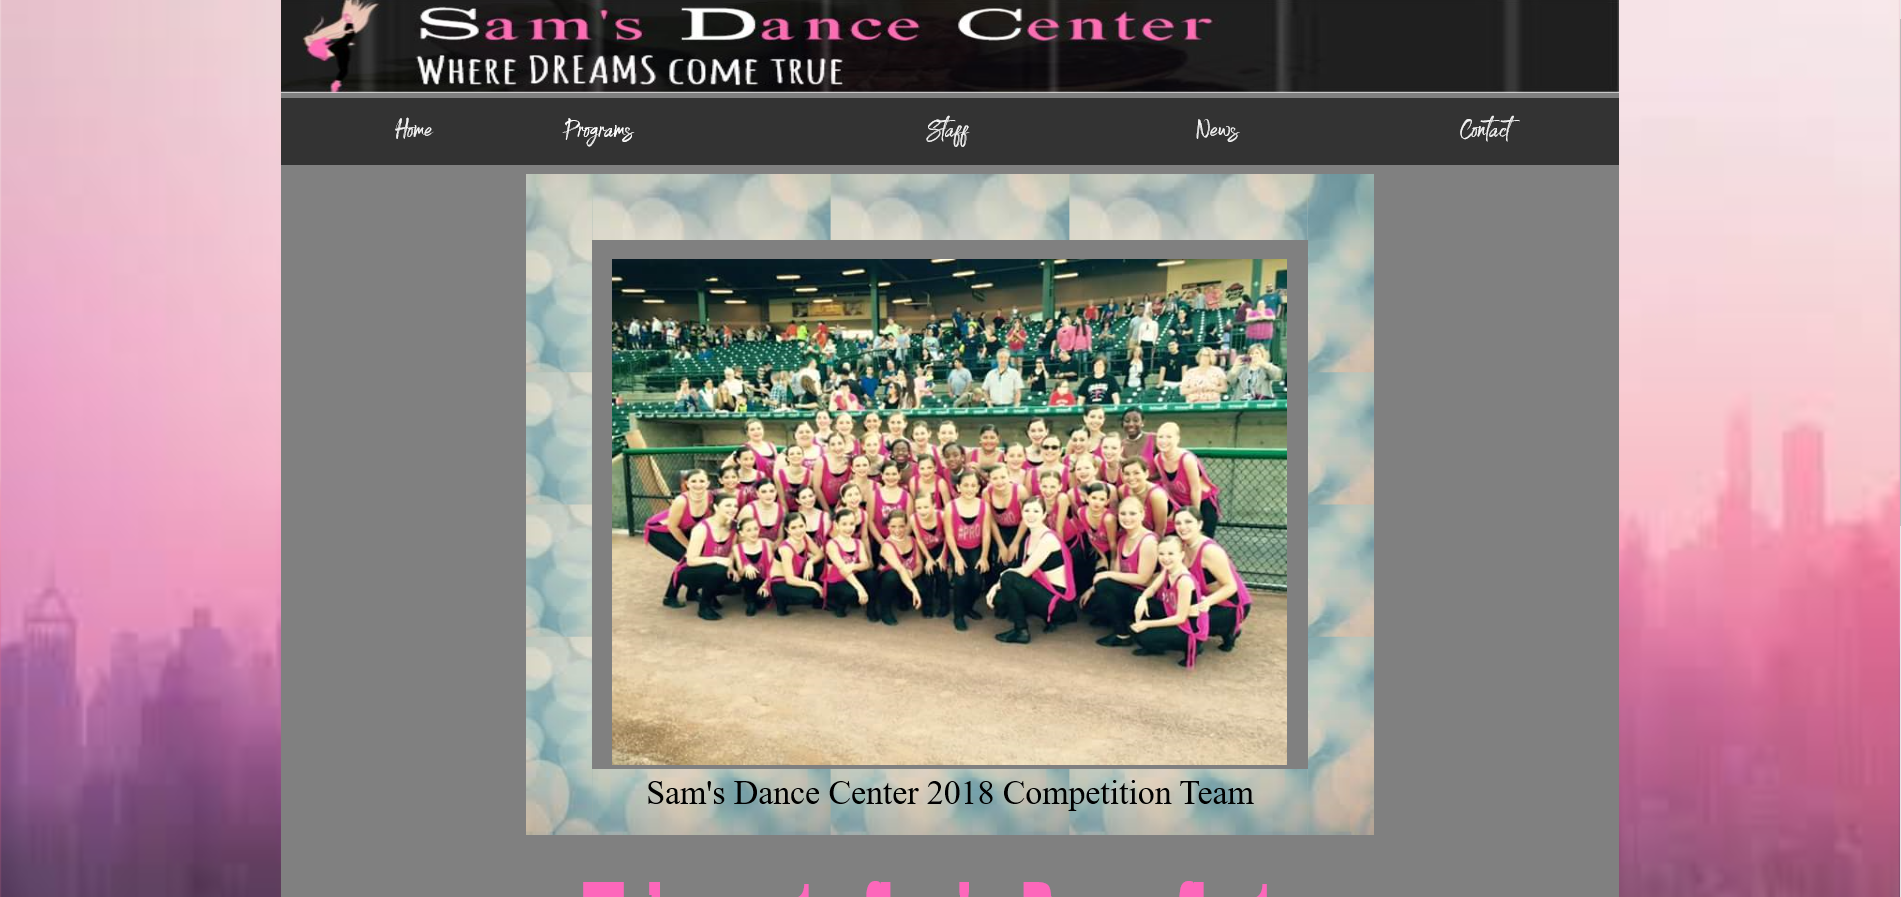 Sam's Dance Center
WHERE DREAMS COME TRUE
Home Programs Staff News Contact
Sam's Dance Center 2018 Competition Team